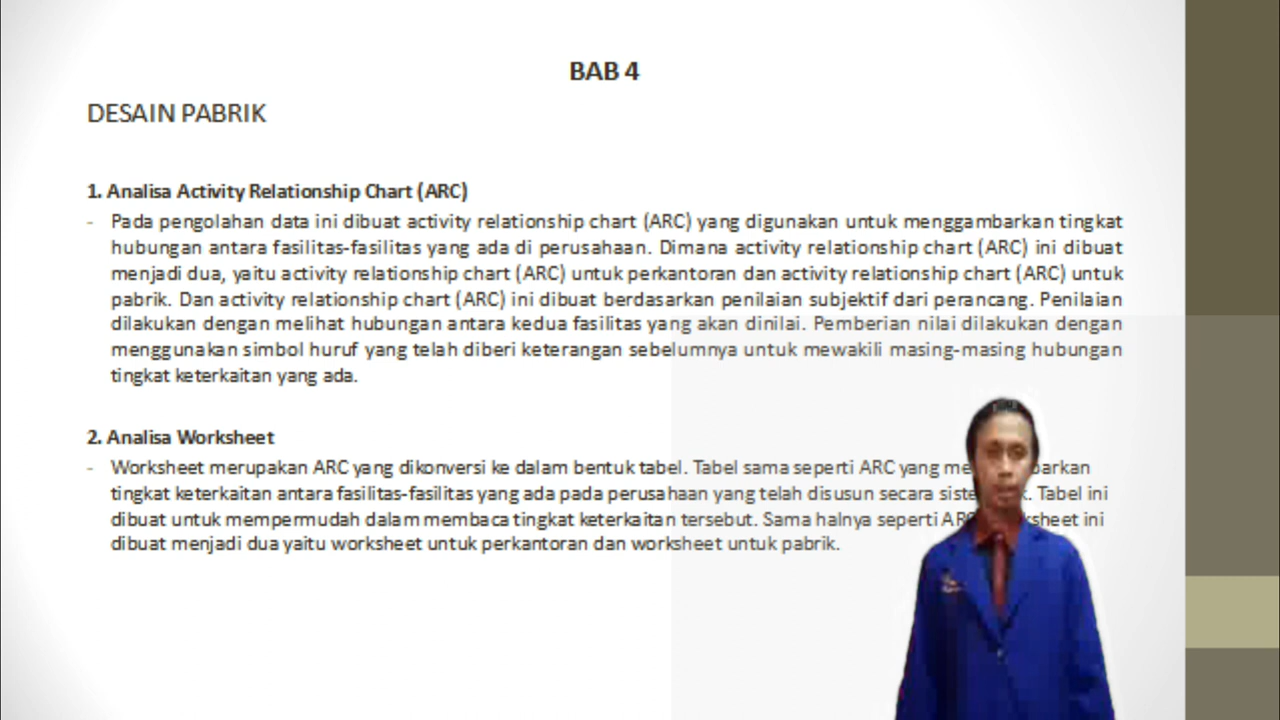 BAB 4
DESAIN PABRIK
1. Analisa Activity Relationship Chart (ARC)
- Pada pengolahan data ini dibuat activity relationship chart (ARC) yang digunakan untuk menggambarkan tingkat
hubungan antara fasilitas-fasilitas yang ada di perusahaan. Dimana activity relationship chart (ARC) ini dibuat
menjadi dua, yaitu activity relationship chart (ARC) untuk perkantoran dan activity relationship chart (ARC) untuk
pabrik. Dan activity relationship chart (ARC) ini dibuat berdasarkan penilaian subjektif dari perancang. Penilaian
dilakukan dengan melihat hubungan antara kedua fasilitas yang akan dinilai. Pemberian nilai dilakukan dengan
menggunakan simbol huruf yang telah diberi keterangan sebelumnya untuk mewakili masing-masing hubungan
tingkat keterkaitan yang ada.
2. Analisa Worksheet
- Worksheet merupakan ARC yang dikonversi ke dalam bentuk tabel. Tabel sama seperti ARC yang
tingkat keterkaitan antara fasilitas-fasilitas yang ada pada perusahaan yang telah disusun secara Tabel ini
dibuat untuk mempermudah dalam membaca tingkat keterkaitan tersebut. Sama halnya seperti ini
dibuat menjadi dua yaitu worksheet untuk perkantoran dan worksheet untuk pabrik.